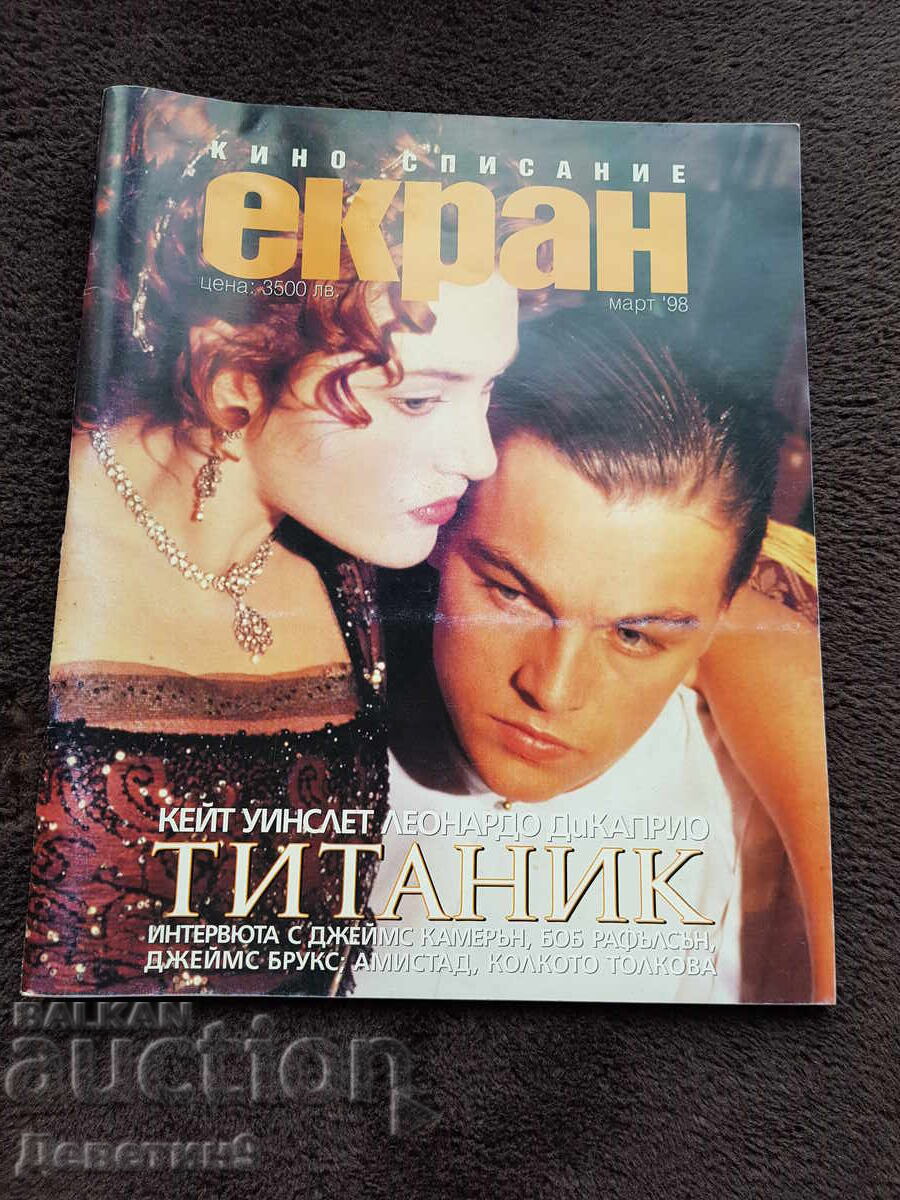 КИНО СПИСАНИЕ
екран
цена: 3500 лв.
март '98
КЕЙТ УИНСЛЕТ ЛЕОНАРДО ДиКАПРИО
ТИТАНИК
ИНТЕРВЮТА С ДЖЕЙМС КАМЕРЪН, БОБ РАФЪЛСЪН,
ДЖЕЙМС БРУКС; АМИСТАД, КОЛКОТО ТОЛКОВА
BALKAN
auction
Деветин9